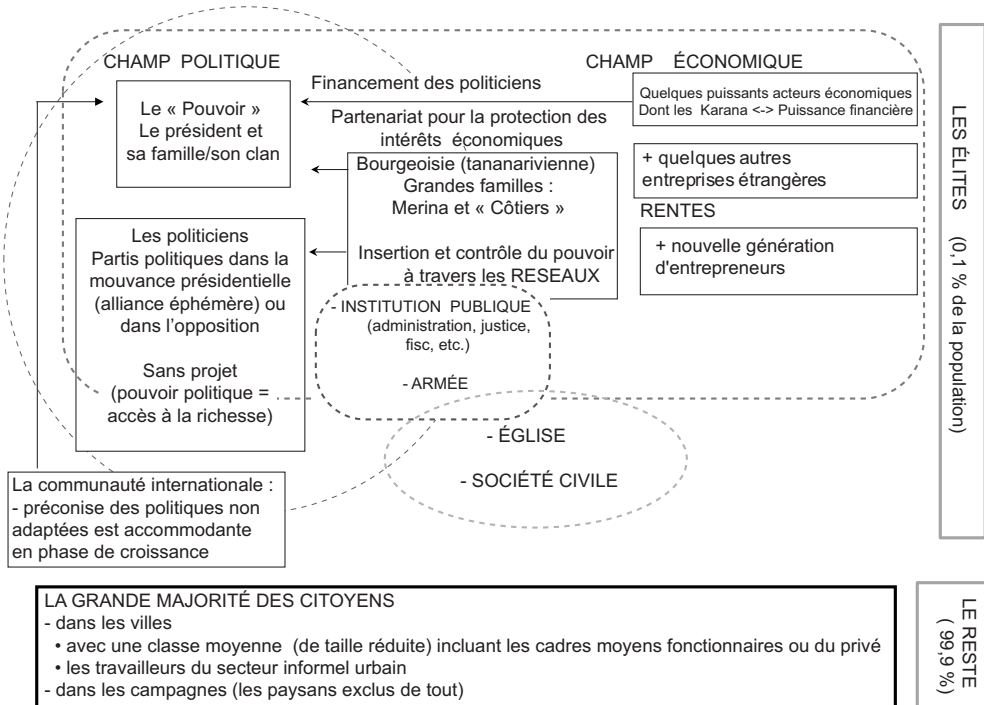 CHAMP POLITIQUE
CHAMP ÉCONOMIQUE
Le « Pouvoir »
Le président et
sa famille/son clan
Financement des politiciens
Quelques puissants acteurs économiques
Dont les Karana <-> Puissance financière
Partenariat pour la protection des
intérêts économiques
Bourgeoisie (tananarivienne)
Grandes familles :
Merina et « Côtiers »
Insertion et contrôle du pouvoir
à travers les RESEAUX
+ quelques autres
entreprises étrangères
RENTES
+ nouvelle génération
d'entrepreneurs
Les politiciens
Partis politiques dans la
mouvance présidentielle
(alliance éphémère) ou
dans l'opposition
Sans projet
(pouvoir politique =
accès à la richesse)
- INSTITUTION PUBLIQUE
(administration, justice,
fisc, etc.)
- ARMÉE
- ÉGLISE
- SOCIÉTÉ CIVILE
La communauté internationale :
- préconise des politiques non
adaptées est accommodante
en phase de croissance
LES ÉLITES (0,1 % de la population)
LA GRANDE MAJORITÉ DES CITOYENS
- dans les villes
• avec une classe moyenne (de taille réduite) incluant les cadres moyens fonctionnaires ou du privé
• les travailleurs du secteur informel urbain
- dans les campagnes (les paysans exclus de tout)
LE RESTE
( 99,9 %)